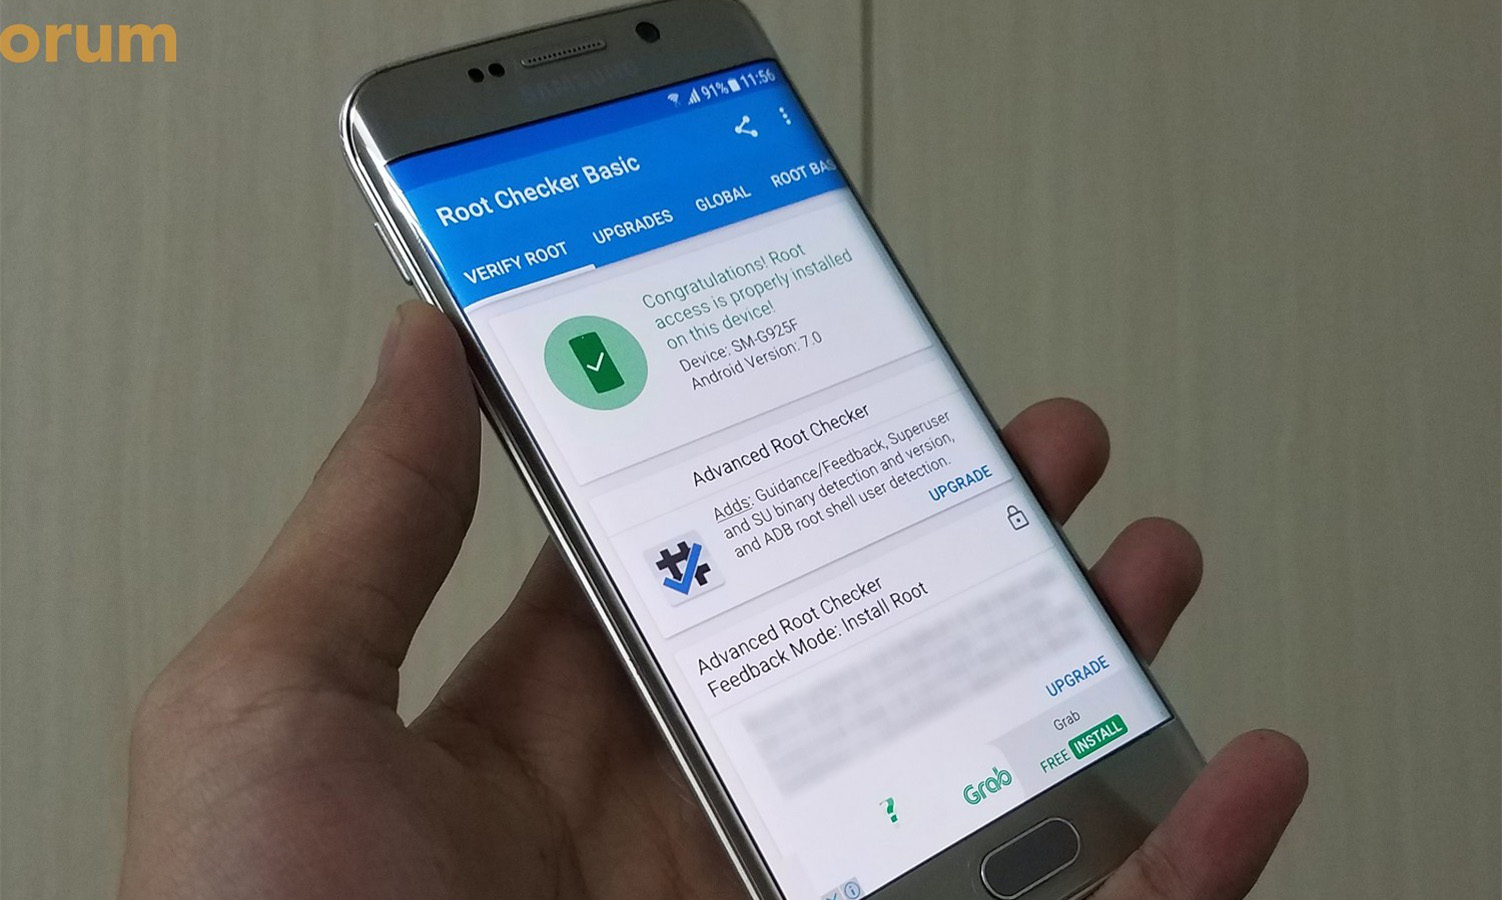 orum
SAMSUNG
91% 11:56
Root Checker Basic
VERIFY ROOT UPGRADES GLOBAL ROOT BAS
Congratulations! Root
access is properly installed
on this device!
Device: SM-G925F
Android Version: 7.0
Advanced Root Checker
Adds: Guidance/Feedback, Superuser
and SU binary detection and version,
and ADB root shell user detection.
UPGRADE
Advanced Root Checker
Feedback Mode: Install Root
UPGRADE
?
Grab
Grab
FREE INSTALL